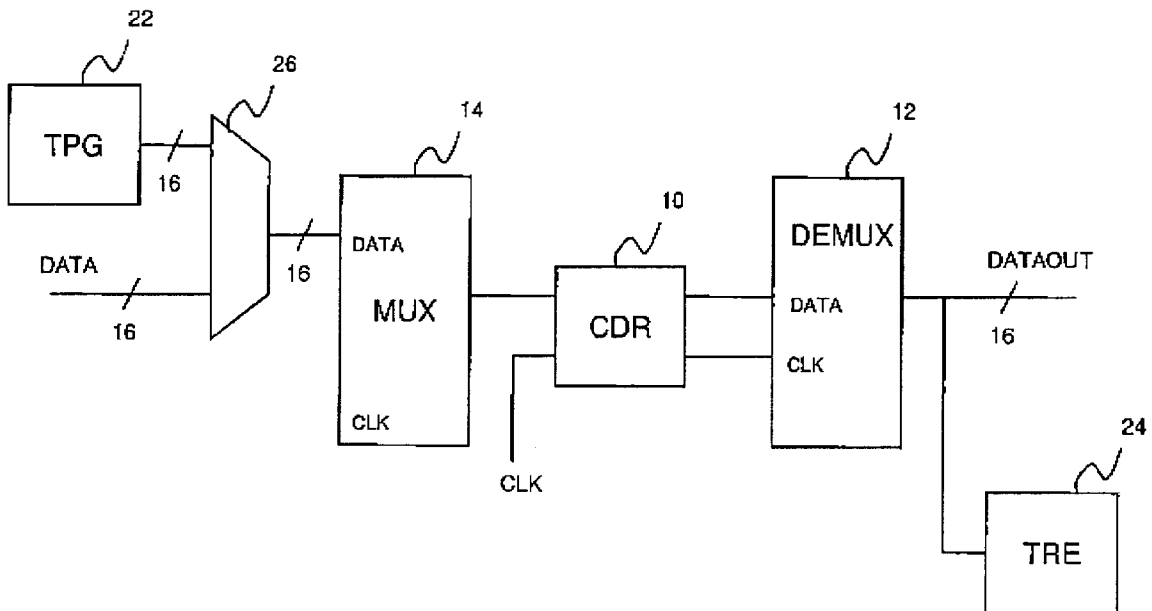 22
26
14
12
TPG
16
10
DATA
16
DATA
16
MUX
CLK
CDR
CLK
DEMUX
DATA
CLK
DATAOUT
16
24
TRE